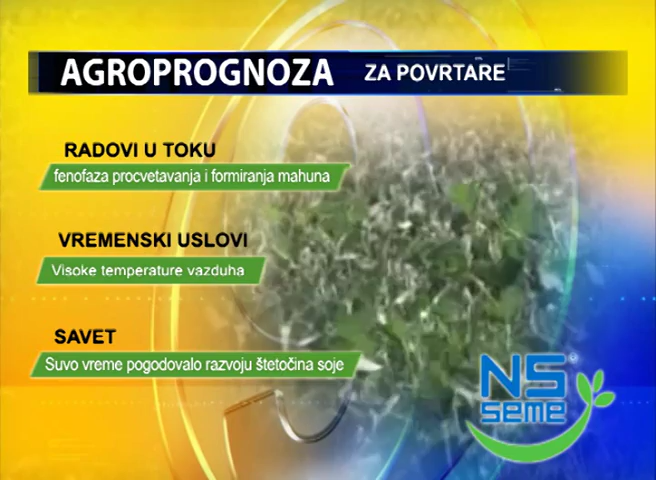 AGROPROGNOZA ZA POVRTARE
RADOVI U TOKU
fenofaza procvetavanja i formiranja mahuna
VREMENSKI USLOVI
Visoke temperature vazduha
SAVET
Suvo vreme pogodovalo razvoju štetočina soje
NS®
seme